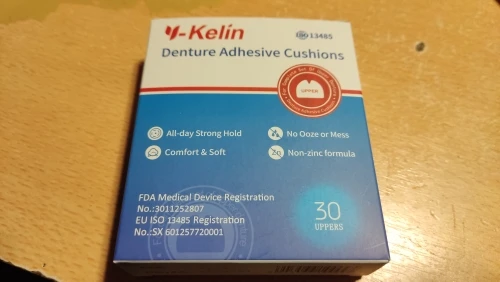 Y-Kelin
ISO 13485
Denture Adhesive Cushions
UPPER
All-day Strong Hold
No Ooze or Mess
Comfort & Soft
Non-zinc formula
FDA Medical Device Registration
No.:3011252807
EU ISO 13485 Registration
No.:SX 601257720001
30
UPPERS